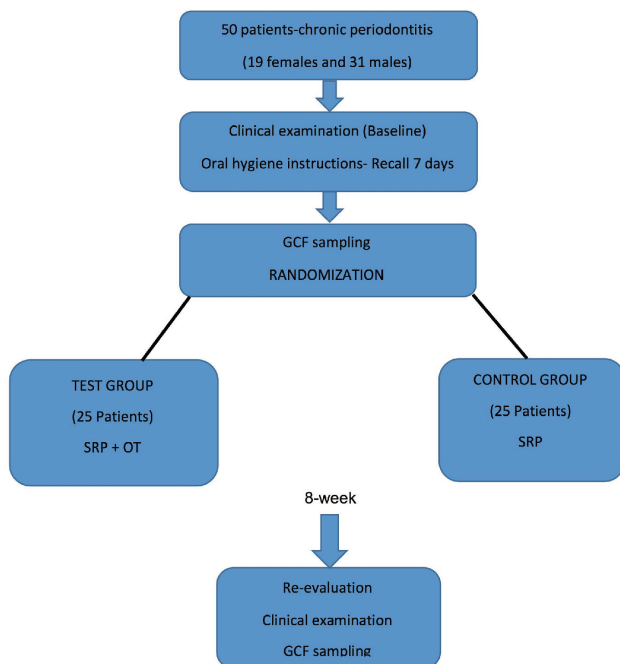 50 patients-chronic periodontitis
(19 females and 31 males)
Clinical examination (Baseline)
Oral hygiene instructions- Recall 7 days
GCF sampling
RANDOMIZATION
TEST GROUP
(25 Patients)
SRP + OT
CONTROL GROUP
(25 Patients)
SRP
8-week
Re-evaluation
Clinical examination
GCF sampling